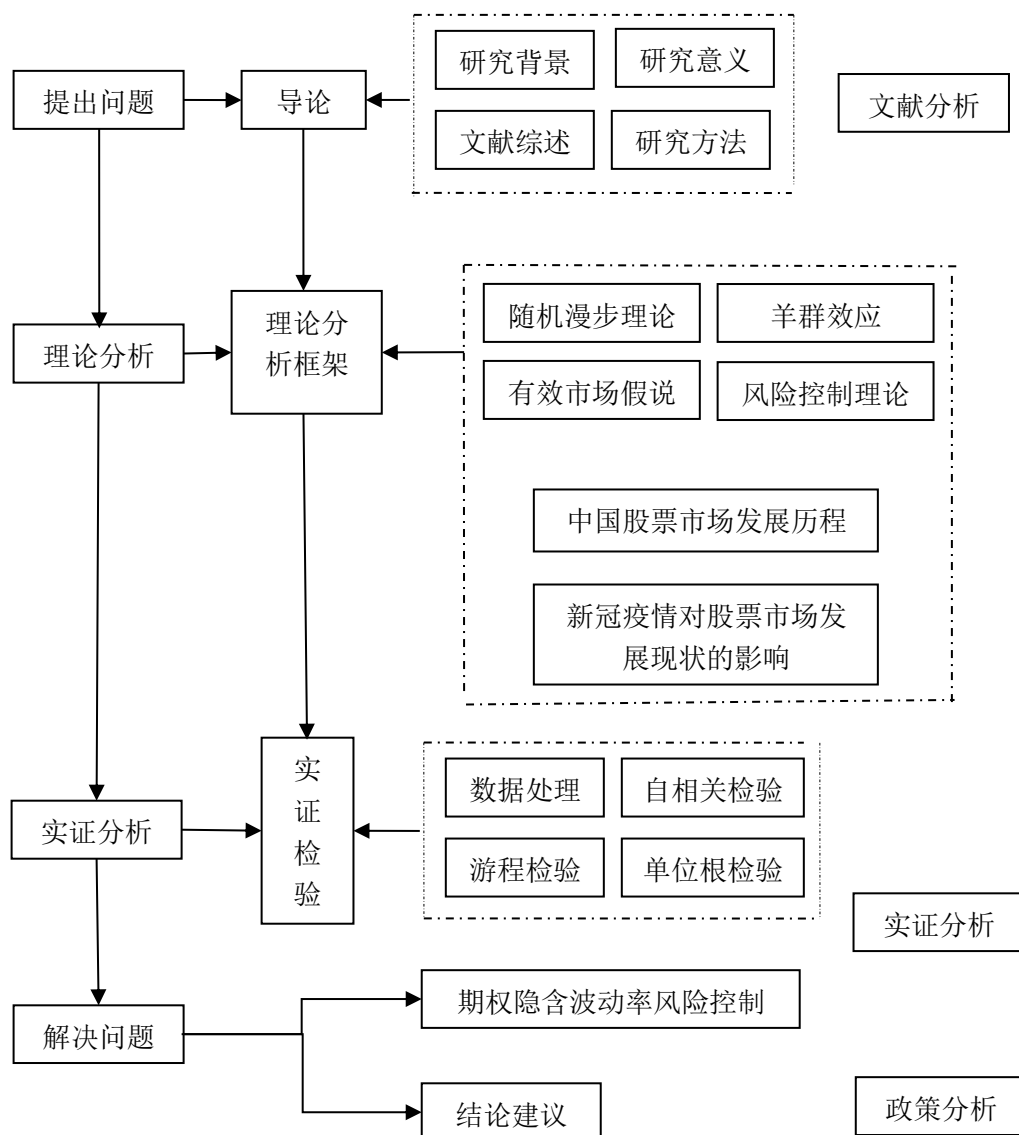 研究背景
研究意义
提出问题
导论
文献分析
文献综述
研究方法
随机漫步理论
羊群效应
理论分析
理论分
析框架
有效市场假说
风险控制理论
中国股票市场发展历程
新冠疫情对股票市场发
展现状的影响
实
证
检
验
数据处理
自相关检验
实证分析
游程检验
单位根检验
实证分析
期权隐含波动率风险控制
解决问题
结论建议
政策分析